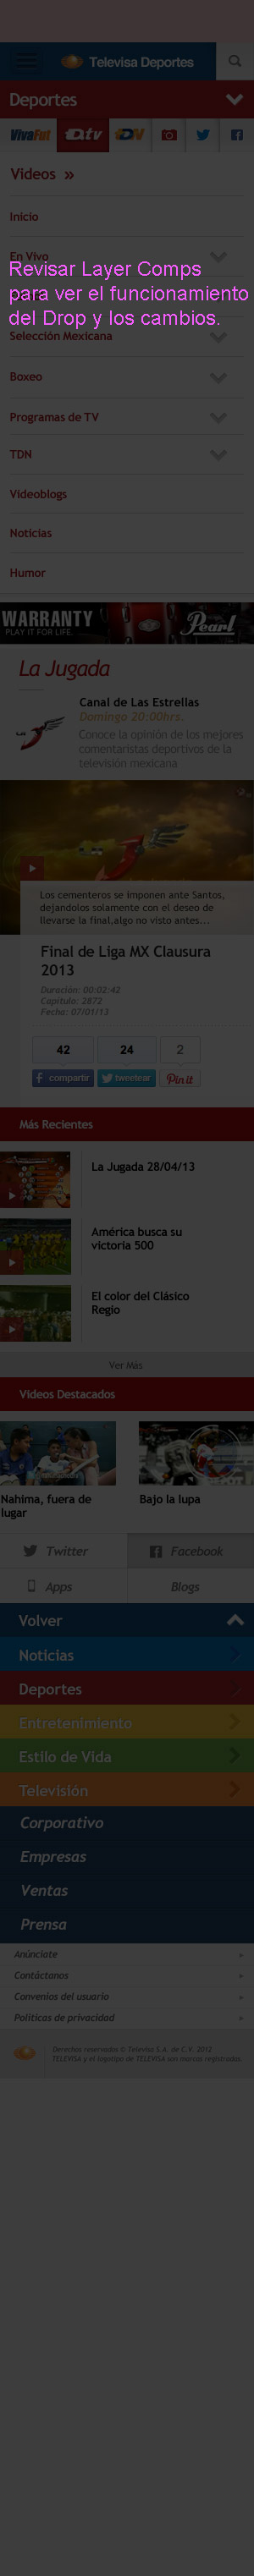 Televisa Deportes
Deportes
VivaFut
tv
Videos »
Inicio
En Vivo
Revisar Layer Comps
para ver el funcionamiento
del Drop y los cambios.
Selección Mexicana
Boxeo
Programas de TV
TDN
Videoblogs
Noticias
Humor
WARRANTY
PLAY IT FOR LIFE.
Pearl
La Jugada
Canal de Las Estrellas
Domingo 20:00hrs.
Conoce la opinión de los mejores
comentaristas deportivos de la
televisión mexicana
Los cementeros se imponen ante Santos,
dejandolos solamente con el deseo de
llevarse la final,algo no visto antes...
Final de Liga MX Clausura
2013
Duración: 00:02:42
Capítulo: 2872
Fecha: 07/01/13
42
24
2
compartir
tweetear
Pin it
Más Recientes
La Jugada 28/04/13
América busca su
victoria 500
El color del Clásico
Regio
Ver Más
Videos Destacados
Nahima, fuera de
lugar
Bajo la lupa
Twitter
Facebook
Apps
Blogs
Volver
Noticias
Deportes
Entretenimiento
Estilo de Vida
Televisión
Corporativo
Empresas
Ventas
Prensa
Anúnciate
Contáctanos
Convenios del usuario
Políticas de privacidad
Derechos reservados © Televisa S.A. de C.V. 2012
TELEVISA y el logotipo de TELEVISA son marcas registradas.